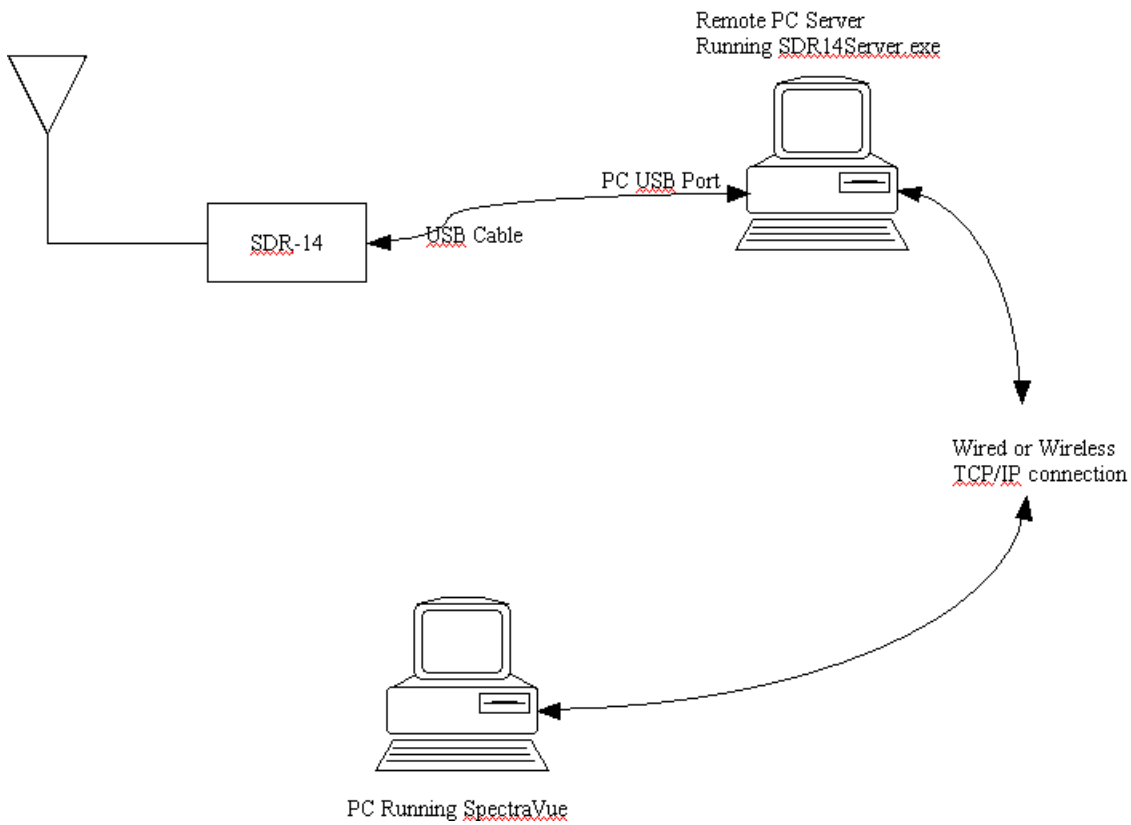 Remote PC Server
Running SDR14Server.exe
PC USB Port
SDR-14
USB Cable
Wired or Wireless
TCP/IP connection
PC Running SpectraVue